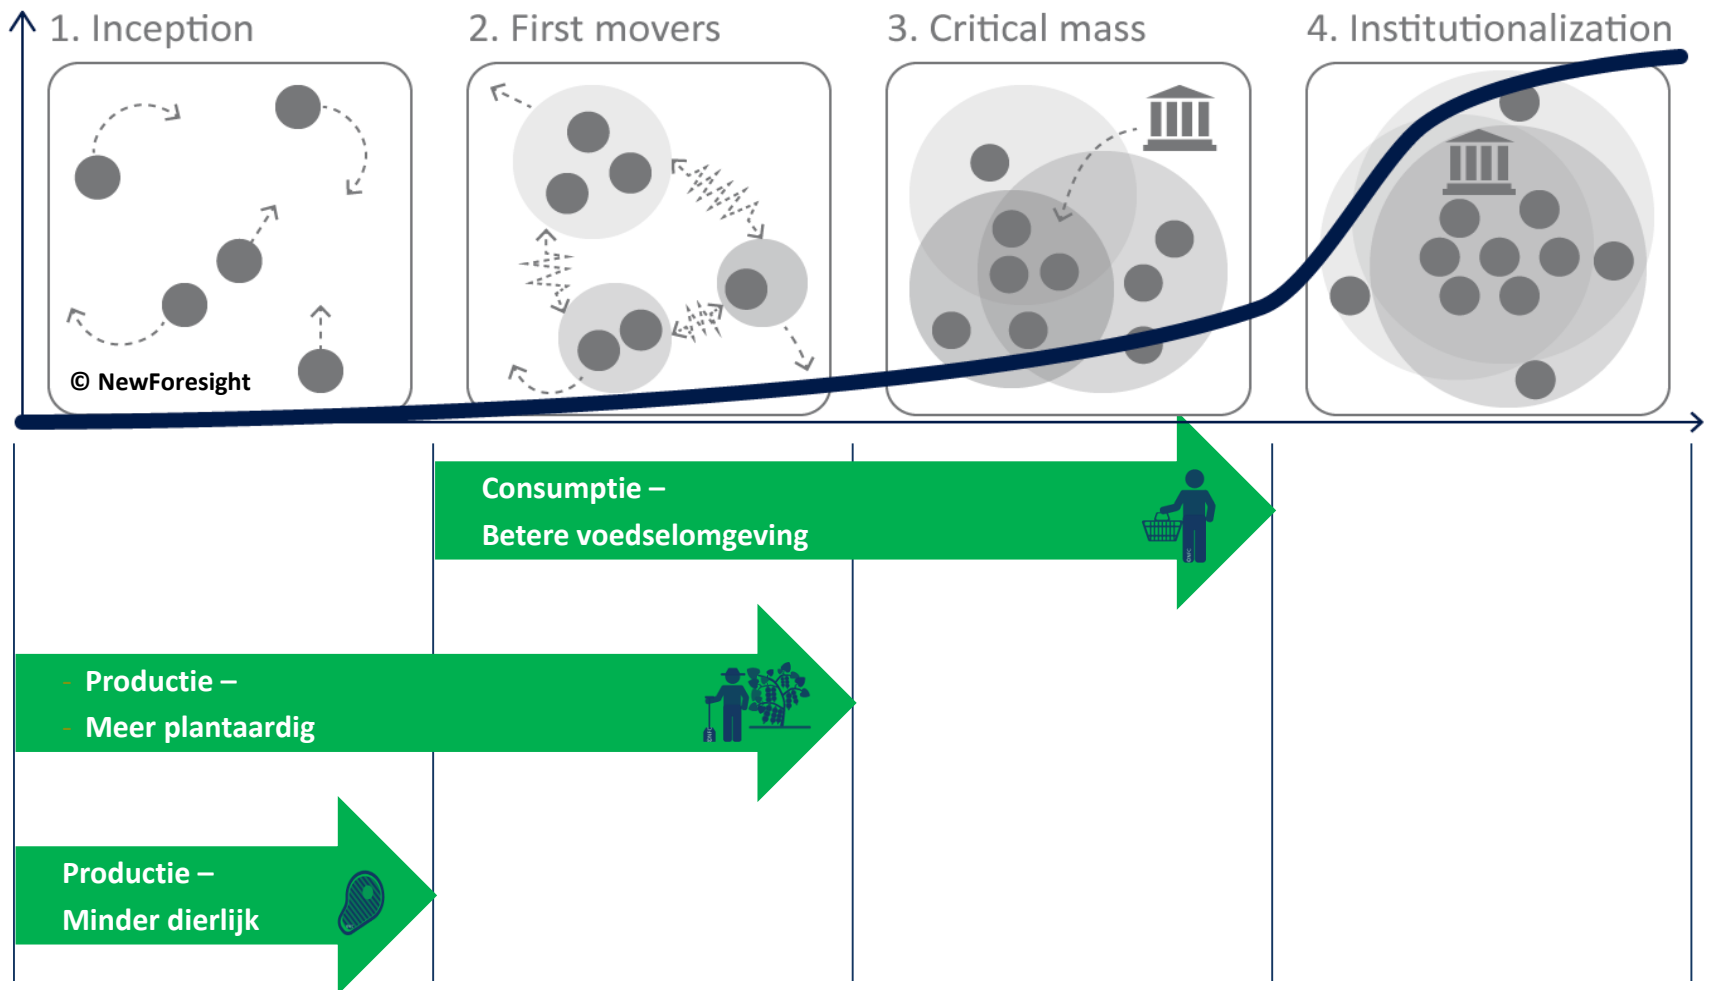 1. Inception
2. First movers
3. Critical mass
4. Institutionalization
© NewForesight
Consumptie –
Betere voedselomgeving
- Productie –
- Meer plantaardig
Productie –
Minder dierlijk